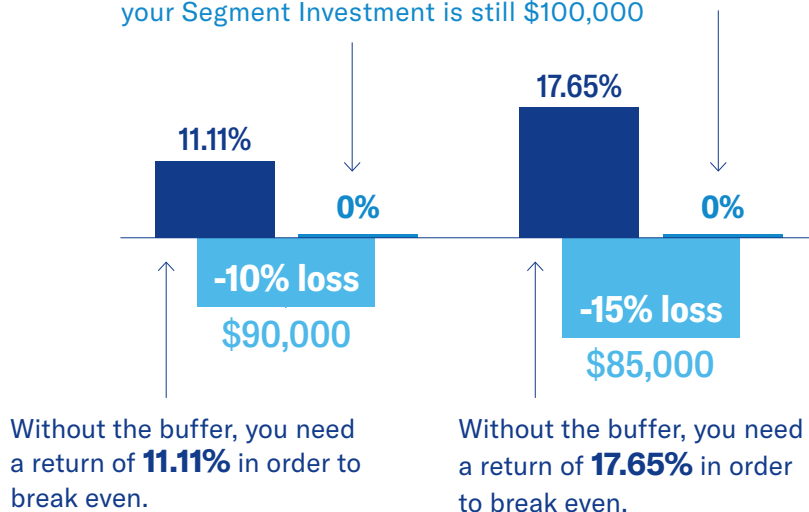 your Segment Investment is still $100,000
17.65%
11.11%
0%
0%
-10% loss
-15% loss
$90,000
$85,000
Without the buffer, you need
a return of 11.11% in order to
break even.
Without the buffer, you need
a return of 17.65% in order
to break even.